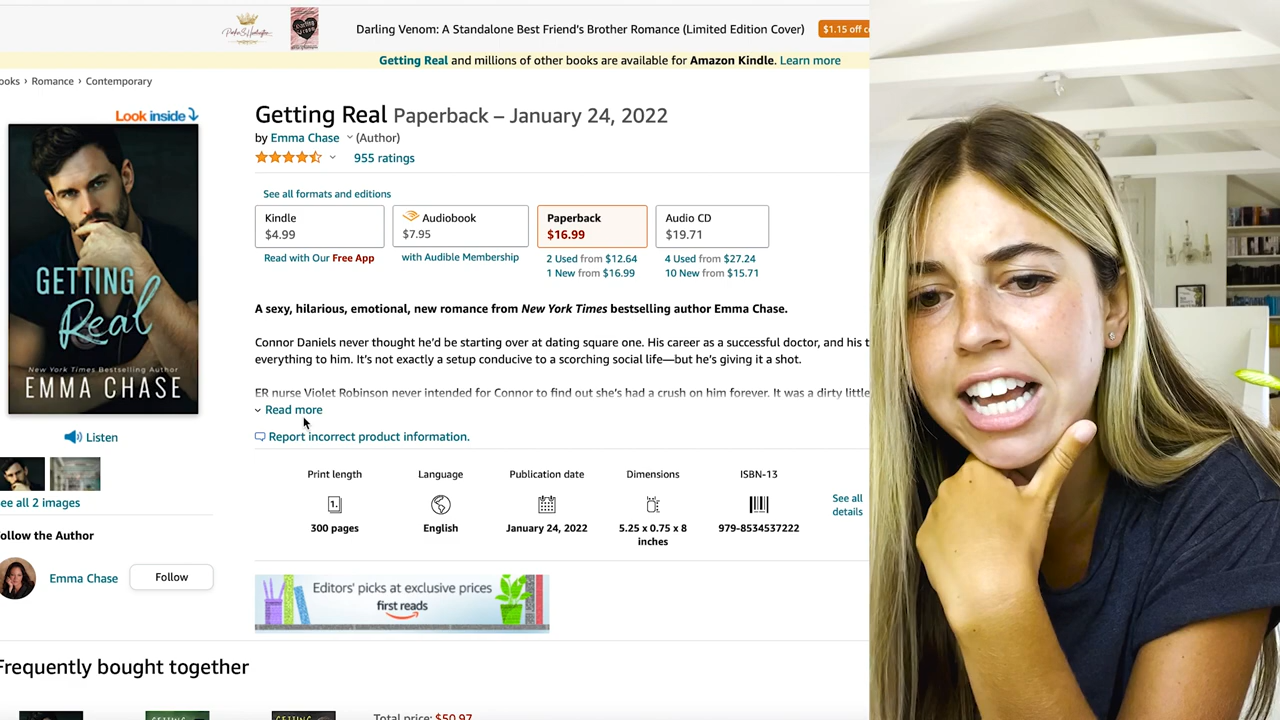 Darling Venom: A Standalone Best Friend's Brother Romance (Limited Edition Cover)
$1.15 off
Getting Real and millions of other books are available for Amazon Kindle. Learn more
ooks › Romance › Contemporary
Look inside
Getting Real Paperback – January 24, 2022
by Emma Chase (Author)
955 ratings
See all formats and editions
Kindle
$4.99
Audiobook
$7.95
Paperback
$16.99
Audio CD
$19.71
Read with Our Free App
with Audible Membership
2 Used from $12.64
1 New from $16.99
4 Used from $27.24
10 New from $15.71
GETTING
Real
New York Times Bestselling Author
EMMA CHASE
A sexy, hilarious, emotional, new romance from New York Times bestselling author Emma Chase.
Connor Daniels never thought he'd be starting over at dating square one. His career as a successful doctor, and his t
everything to him. It's not exactly a setup conducive to a scorching social life—but he's giving it a shot.
ER nurse Violet Robinson never intended for Connor to find out she's had a crush on him forever. It was a dirty little
Read more
Report incorrect product information.
Listen
ee all 2 images
ollow the Author
Emma Chase
Follow
Print length
300 pages
Language
English
Publication date
January 24, 2022
Dimensions
5.25 x 0.75 x 8
inches
ISBN-13
979-8534537222
See all
details
Editors' picks at exclusive prices
first reads
Frequently bought together
Total price: $50.97